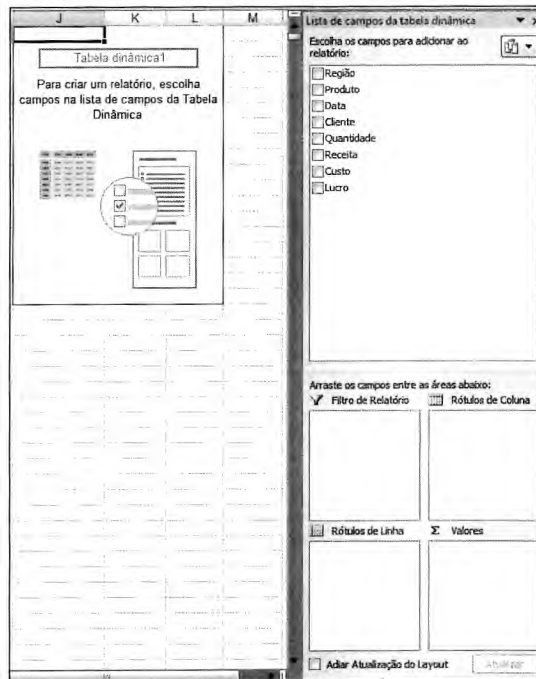 J K L M
Tabela dinâmica1
Para criar um relatório, escolha
campos na lista de campos da Tabela
Dinâmica
Lista de campos da tabela dinâmica
Escolha os campos para adicionar ao
relatório:
Região
Produto
Data
Cliente
Quantidade
Receita
Custo
Lucro
Arraste os campos entre as áreas abaixo:
Filtro de Relatório
Rótulos de Coluna
Rótulos de Linha
Σ Valores
Adiar Atualização do Layout
Atualizar